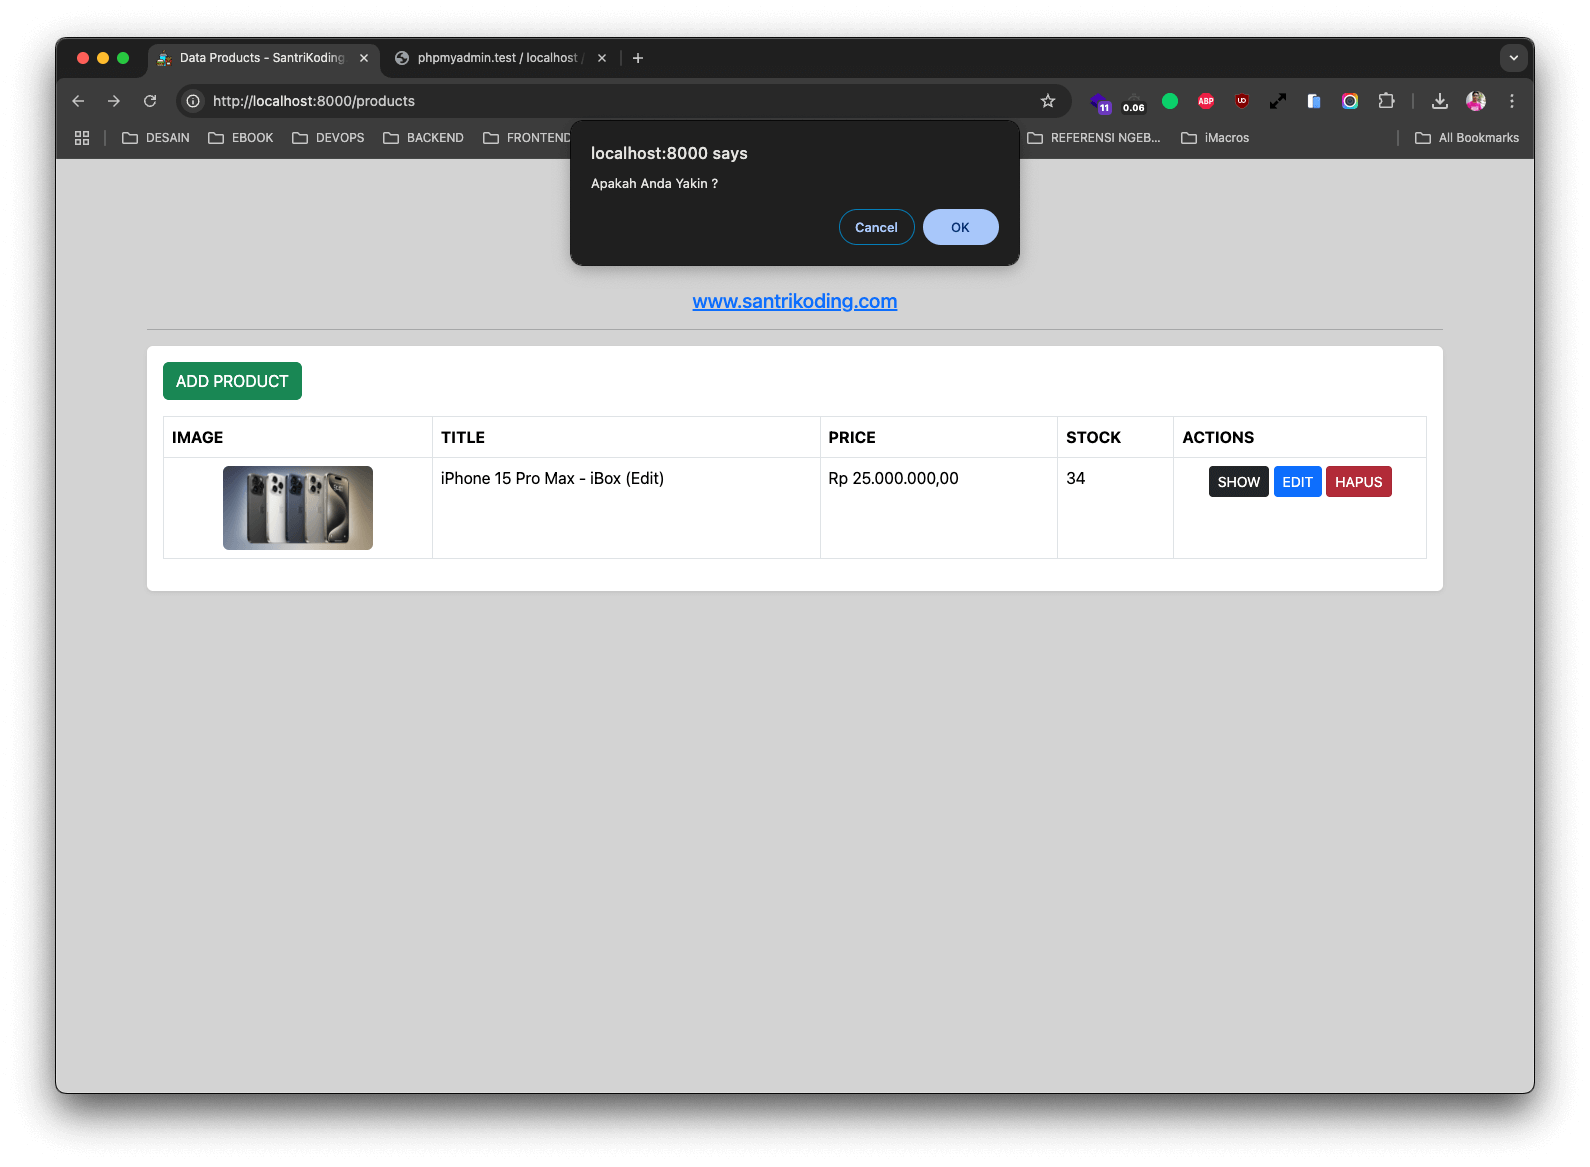 Data Products - SantriKoding
phpmyadmin.test / localhost /
http://localhost:8000/products
11
0.06
ABP
UO
DESAIN
EBOOK
DEVOPS
BACKEND
FRONTEND
REFERENSI NGEB...
iMacros
All Bookmarks
localhost:8000 says
Apakah Anda Yakin ?
Cancel
OK
www.santrikoding.com
ADD PRODUCT
IMAGE TITLE PRICE STOCK ACTIONS
iPhone 15 Pro Max - iBox (Edit) Rp 25.000.000,00 34 SHOW EDIT HAPUS